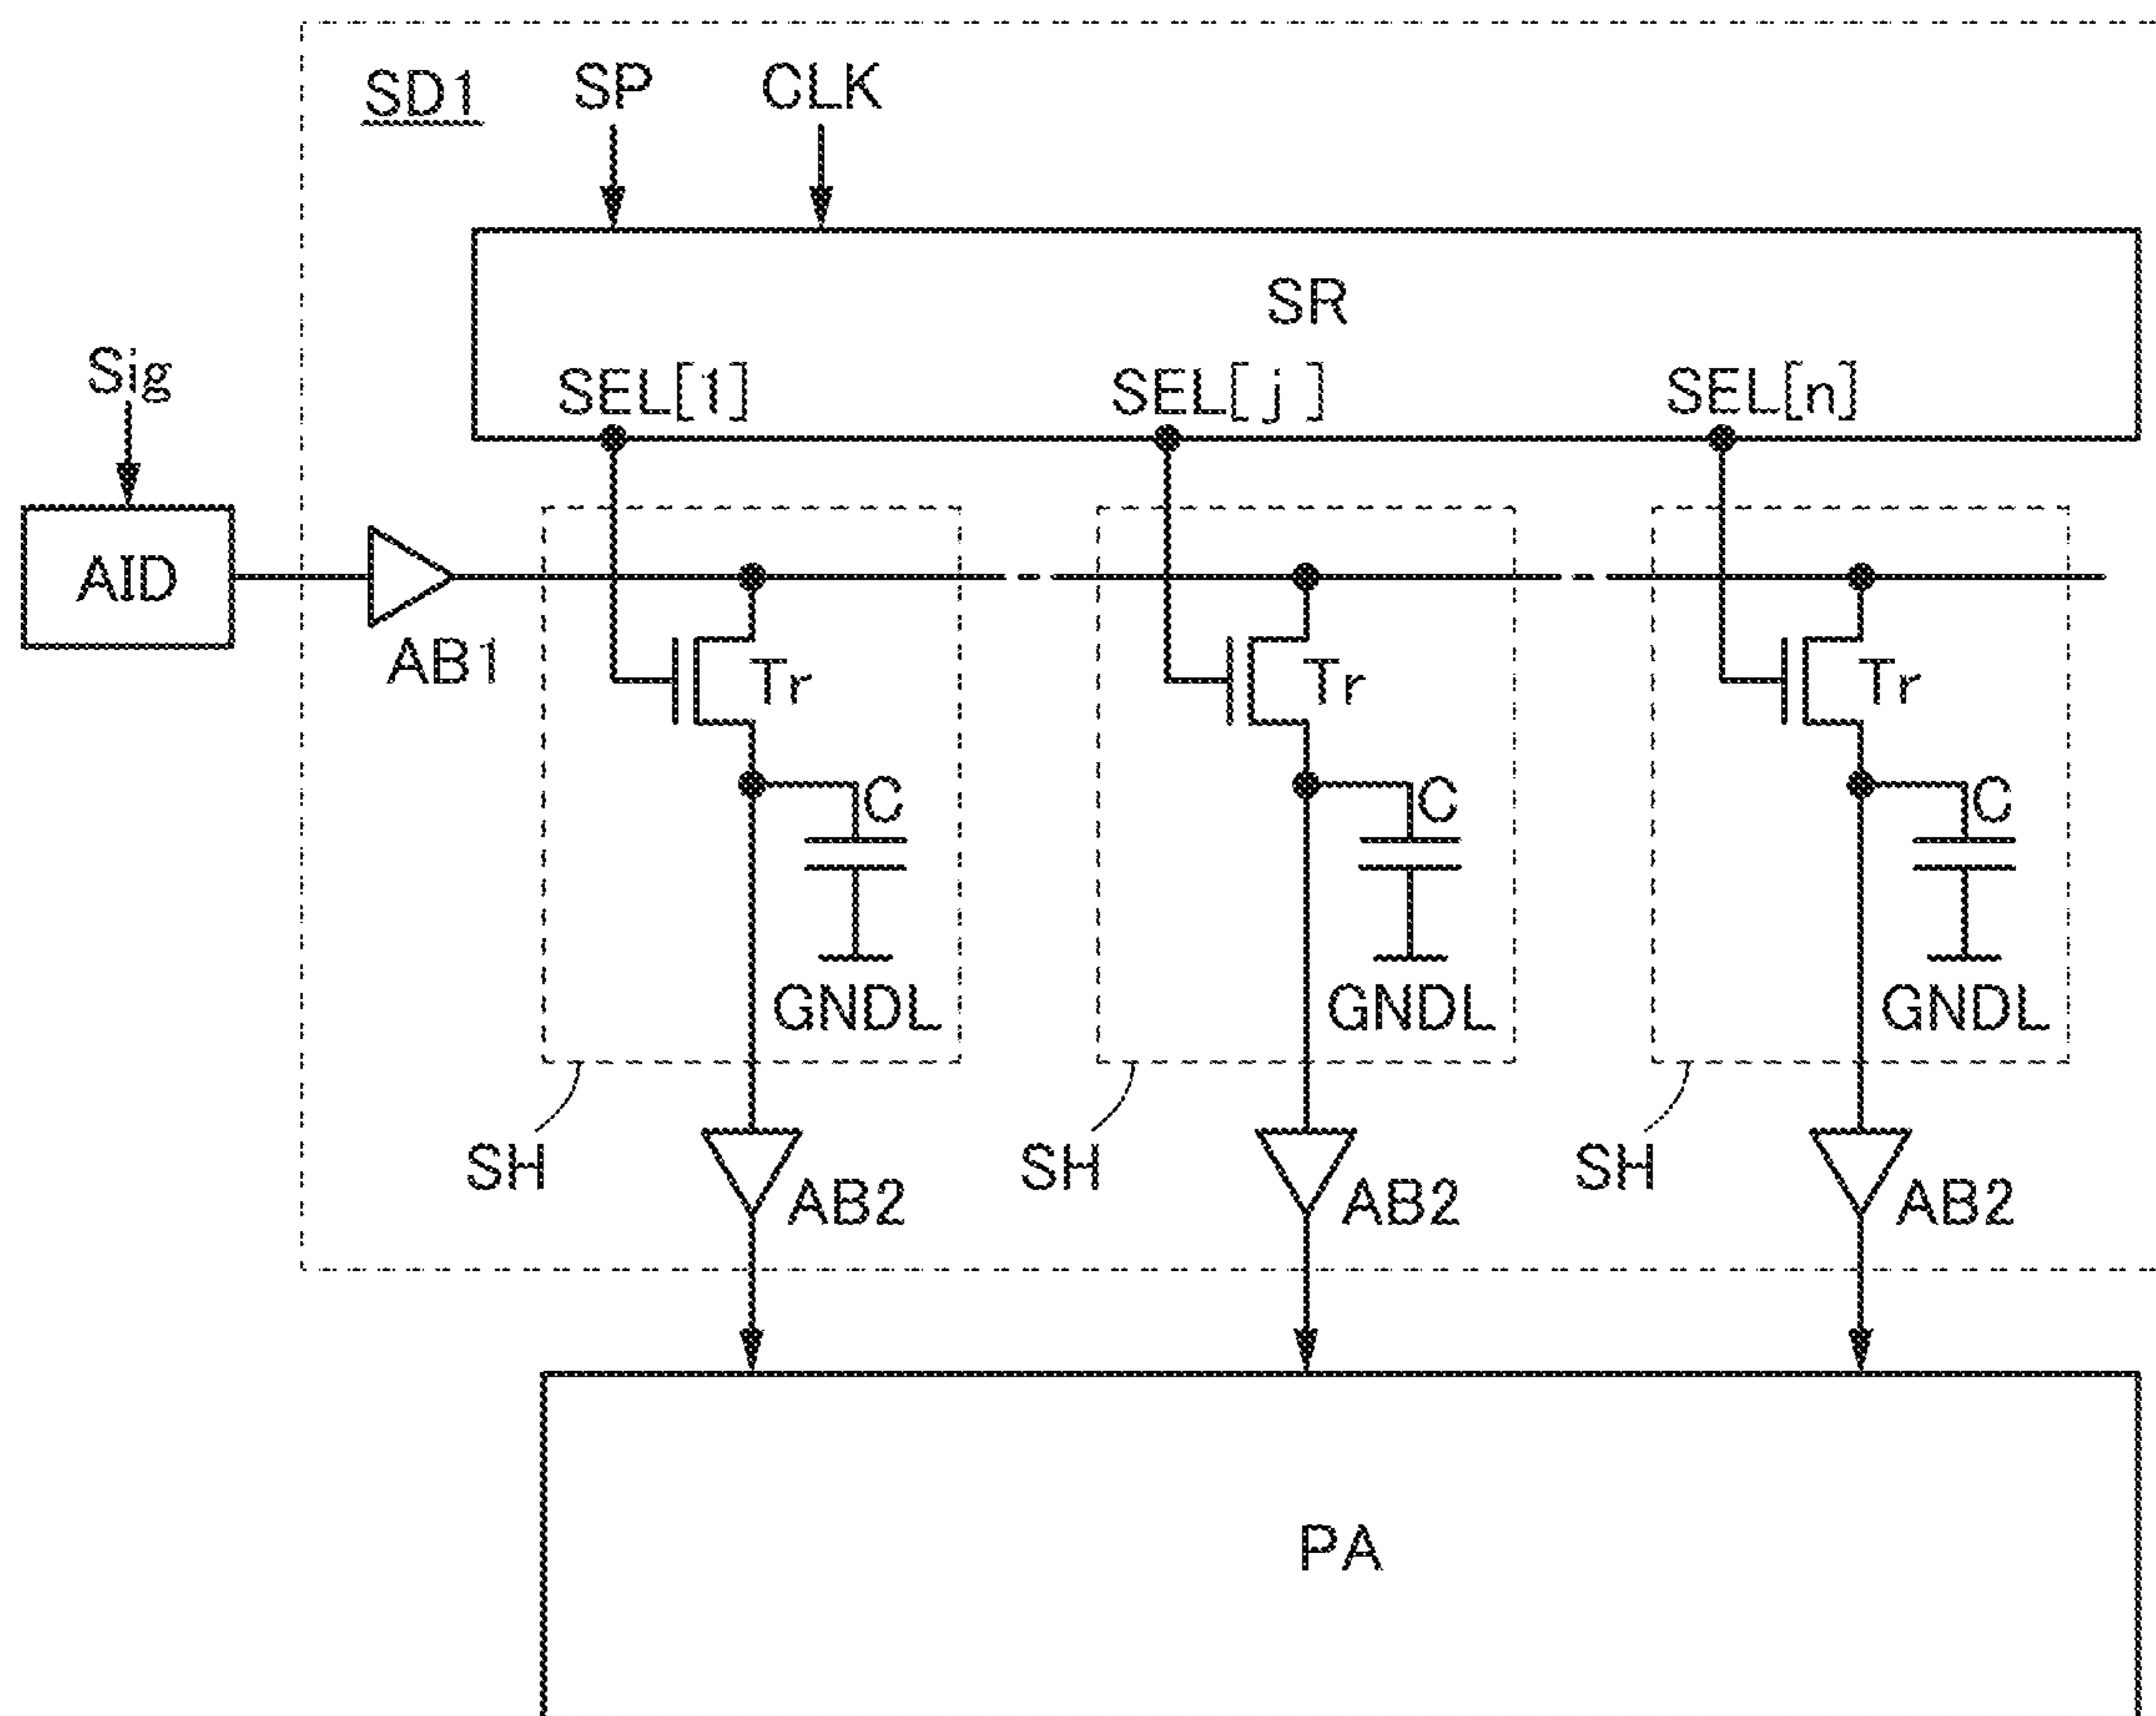 SD1 SP CLK
SR
Sig
SEL[1] SEL[j] SEL[n]
AID
AB1
Tr Tr Tr
C C C
GNDL GNDL GNDL
SH SH SH
AB2 AB2 AB2
PA